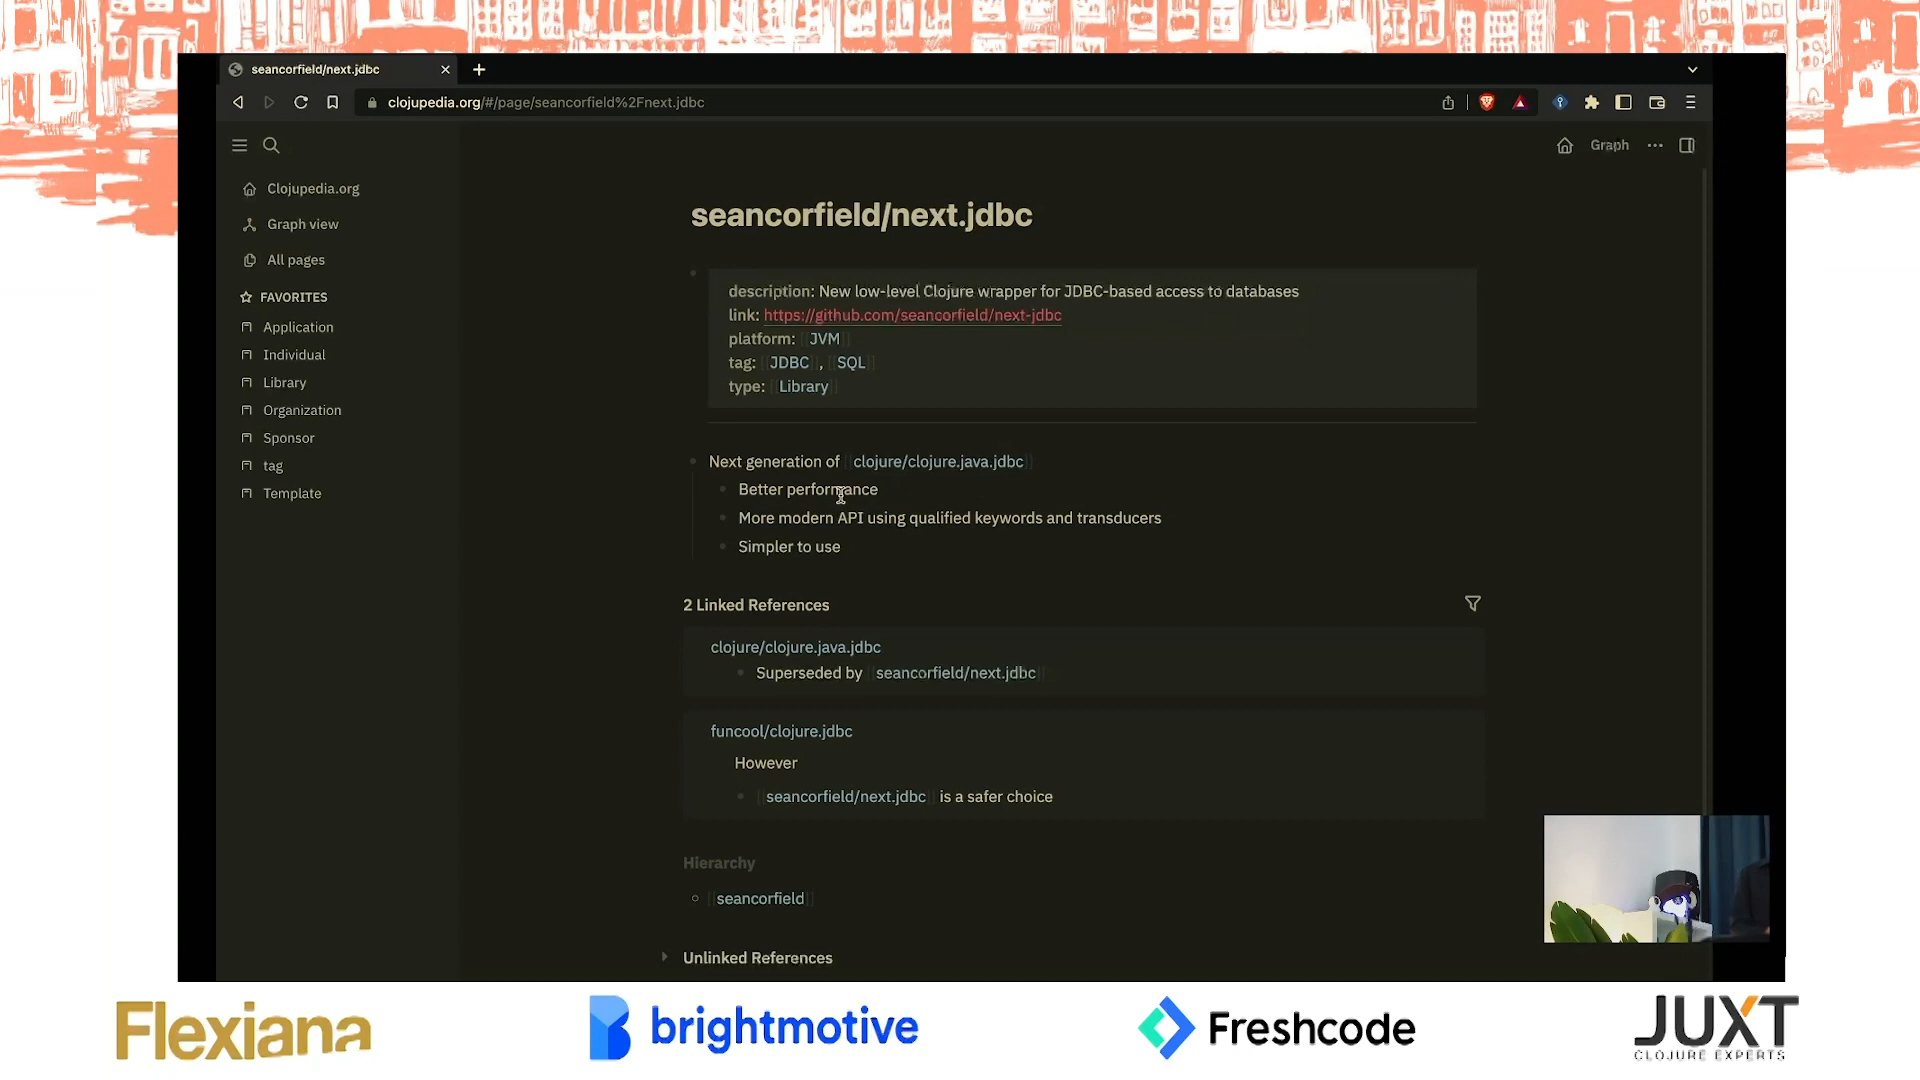 seancorfield/next.jdbc
clojupedia.org/#/page/seancorfield%2Fnext.jdbc
Graph
Clojupedia.org
Graph view
All pages
FAVORITES
Application
Individual
Library
Organization
Sponsor
tag
Template
seancorfield/next.jdbc
description: New low-level Clojure wrapper for JDBC-based access to databases
link: https://github.com/seancorfield/next-jdbc
platform: [[JVM]]
tag: [[JDBC]], [[SQL]]
type: [[Library]]
Next generation of [[clojure/clojure.java.jdbc]]
Better performance
More modern API using qualified keywords and transducers
Simpler to use
2 Linked References
clojure/clojure.java.jdbc
Superseded by [[seancorfield/next.jdbc]]
funcool/clojure.jdbc
However
[[seancorfield/next.jdbc]] is a safer choice
Hierarchy
[[seancorfield]]
Unlinked References
Flexiana
brightmotive
Freshcode
JUXT
CLOJURE EXPERTS